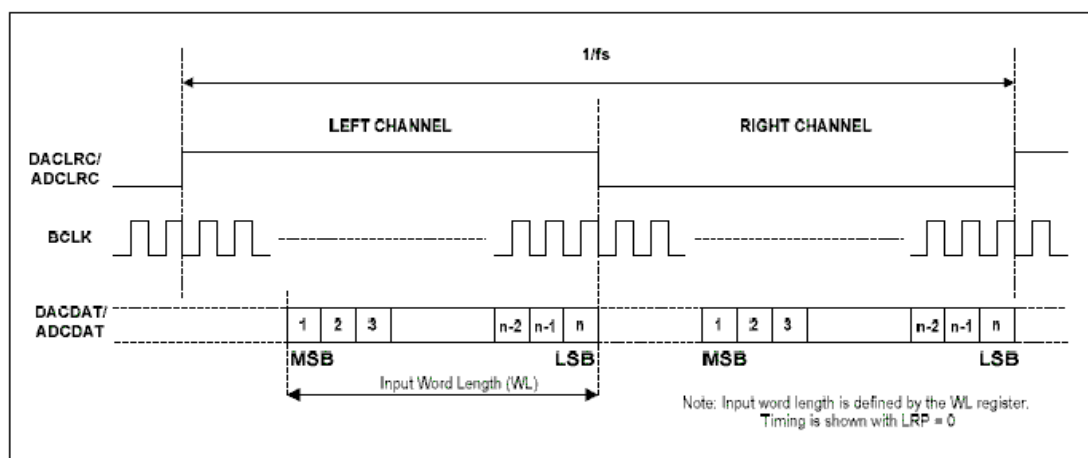 1/fs
LEFT CHANNEL
RIGHT CHANNEL
DACLRC/
ADCLRC
BCLK
DACDAT/
ADCDAT
1 2 3 n-2 n-1 n 1 2 3 n-2 n-1 n
MSB LSB MSB LSB
Input Word Length (WL)
Note: Input word length is defined by the WL register.
Timing is shown with LRP = 0